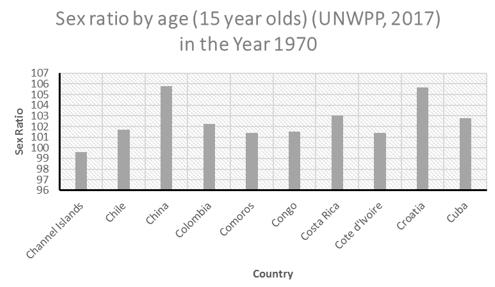 Sex ratio by age (15 year olds) (UNWPP, 2017)
in the Year 1970
107
106
105
104
103
102
101
100
99
98
97
96
Sex Ratio
Channel Islands
Chile
China
Colombia
Comoros
Congo
Costa Rica
Cote d'Ivoire
Croatia
Cuba
Country